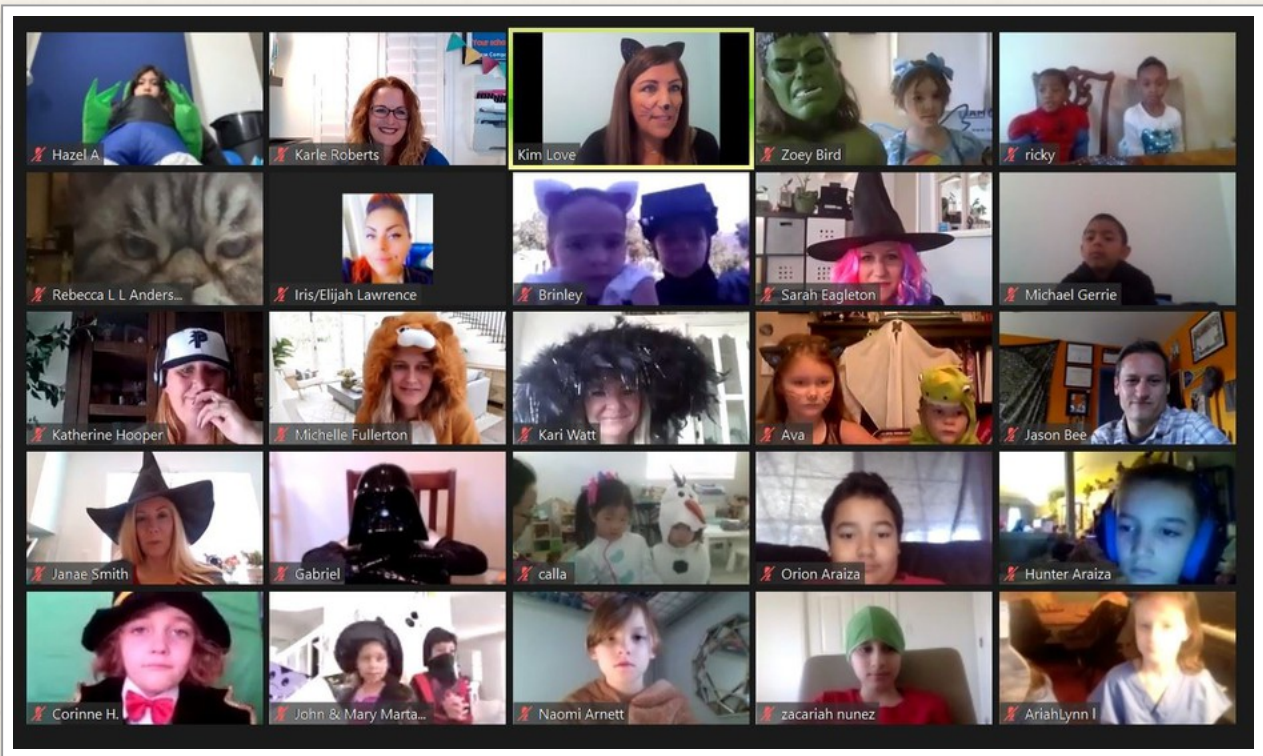 Hazel A
Karle Roberts
Kim Love
Zoey Bird
ricky
Rebecca L L Anders...
Iris/Elijah Lawrence
Brinley
Sarah Eagleton
Michael Gerrie
Katherine Hooper
Michelle Fullerton
Kari Watt
Ava
Jason Bee
Janae Smith
Gabriel
calla
Orion Araiza
Hunter Araiza
Corinne H.
John & Mary Marta...
Naomi Arnett
zacariah nunez
AriahLynn l